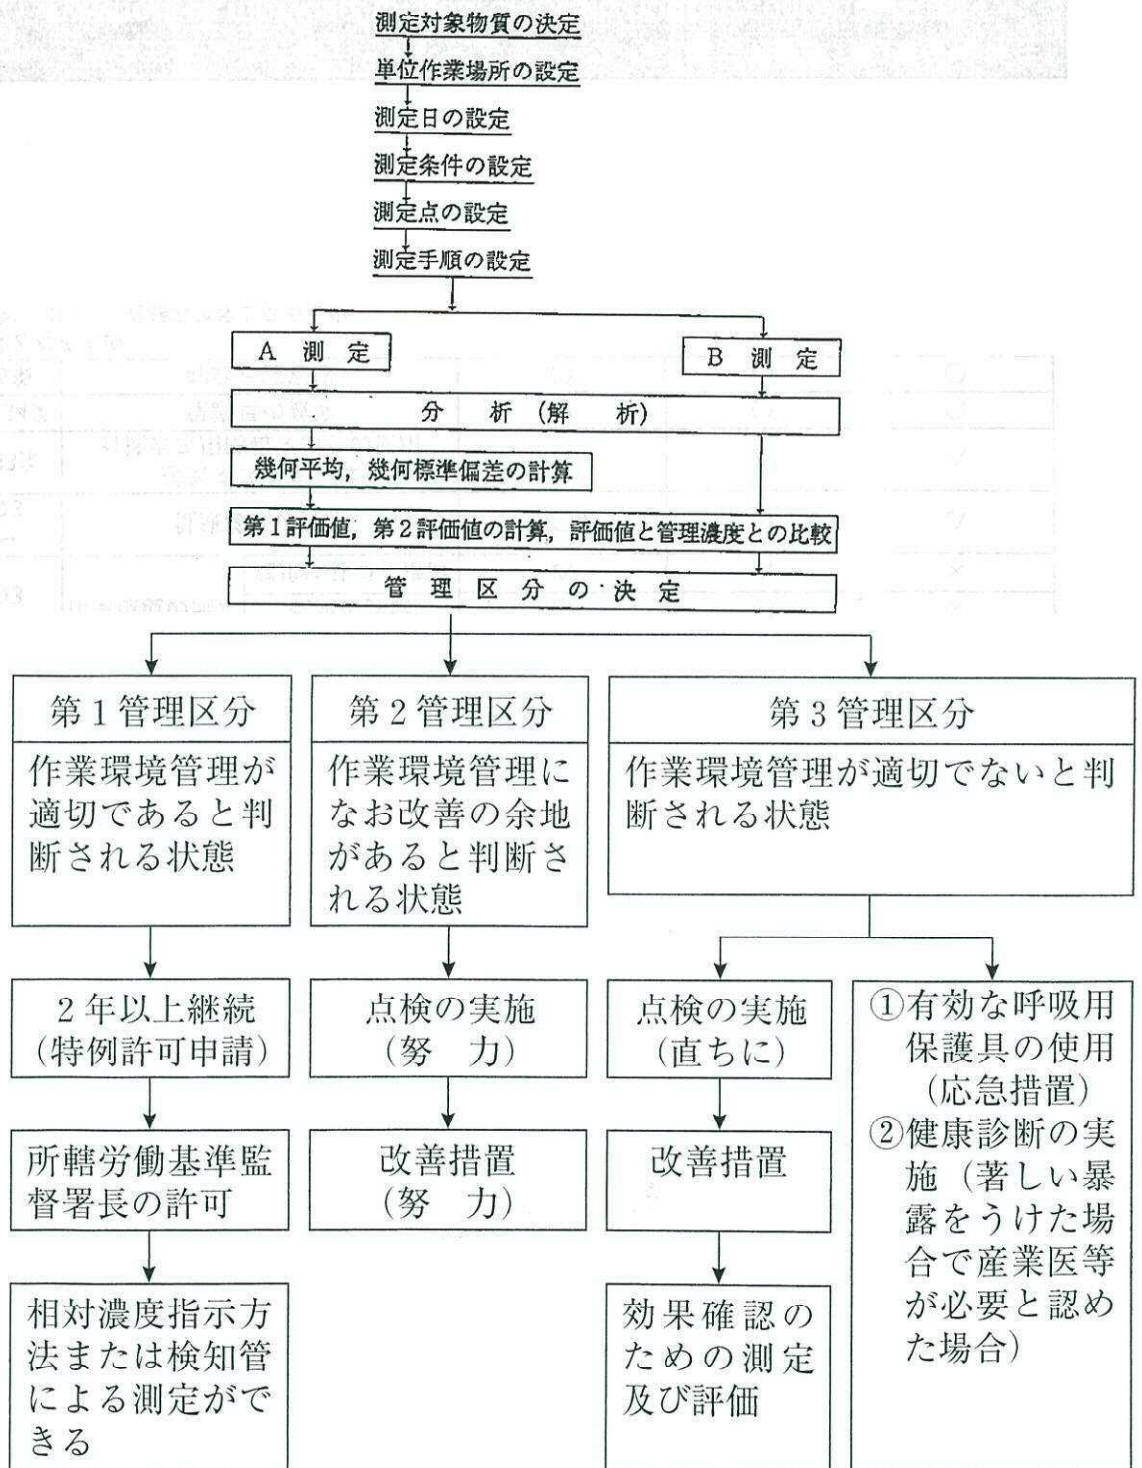 測定対象物質の決定
単位作業場所の設定
測定日の設定
測定条件の設定
測定点の設定
測定手順の設定
A 測 定
B 測 定
分 析 (解 析)
幾何平均，幾何標準偏差の計算
第1評価値，第2評価値の計算，評価値と管理濃度との比較
管 理 区 分 の 決 定
第１管理区分
作業環境管理が
適切であると判
断される状態
２年以上継続
（特例許可申請）
所轄労働基準監
督署長の許可
相対濃度指示方
法または検知管
による測定がで
きる
第２管理区分
作業環境管理に
なお改善の余地
があると判断さ
れる状態
点検の実施
（努　力）
改善措置
（努　力）
第３管理区分
作業環境管理が適切でないと判
断される状態
点検の実施
（直ちに）
改善措置
効果確認の
ための測定
及び評価
①有効な呼吸用
保護具の使用
（応急措置）
②健康診断の実
施（著しい暴
露をうけた場
合で産業医等
が必要と認め
た場合）